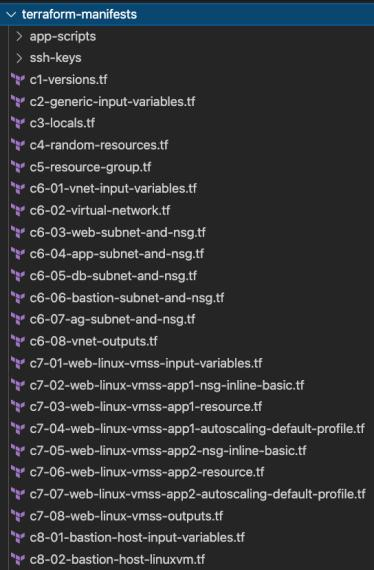 terraform-manifests
app-scripts
ssh-keys
c1-versions.tf
c2-generic-input-variables.tf
c3-locals.tf
c4-random-resources.tf
c5-resource-group.tf
c6-01-vnet-input-variables.tf
c6-02-virtual-network.tf
c6-03-web-subnet-and-nsg.tf
c6-04-app-subnet-and-nsg.tf
c6-05-db-subnet-and-nsg.tf
c6-06-bastion-subnet-and-nsg.tf
c6-07-ag-subnet-and-nsg.tf
c6-08-vnet-outputs.tf
c7-01-web-linux-vmss-input-variables.tf
c7-02-web-linux-vmss-app1-nsg-inline-basic.tf
c7-03-web-linux-vmss-app1-resource.tf
c7-04-web-linux-vmss-app1-autoscaling-default-profile.tf
c7-05-web-linux-vmss-app2-nsg-inline-basic.tf
c7-06-web-linux-vmss-app2-resource.tf
c7-07-web-linux-vmss-app2-autoscaling-default-profile.tf
c7-08-web-linux-vmss-outputs.tf
c8-01-bastion-host-input-variables.tf
c8-02-bastion-host-linuxvm.tf